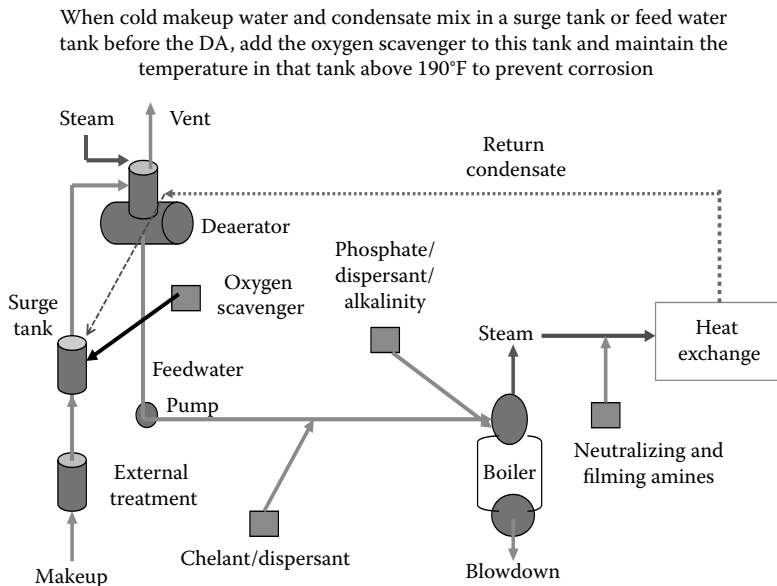 When cold makeup water and condensate mix in a surge tank or feed water
tank before the DA, add the oxygen scavenger to this tank and maintain the
temperature in that tank above 190°F to prevent corrosion
Steam
Vent
Return
condensate
Deaerator
Phosphate/
dispersant/
alkalinity
Oxygen
scavenger
Surge
tank
Steam
Heat
exchange
Feedwater
Pump
Neutralizing and
filming amines
Boiler
External
treatment
Chelant/dispersant
Blowdown
Makeup